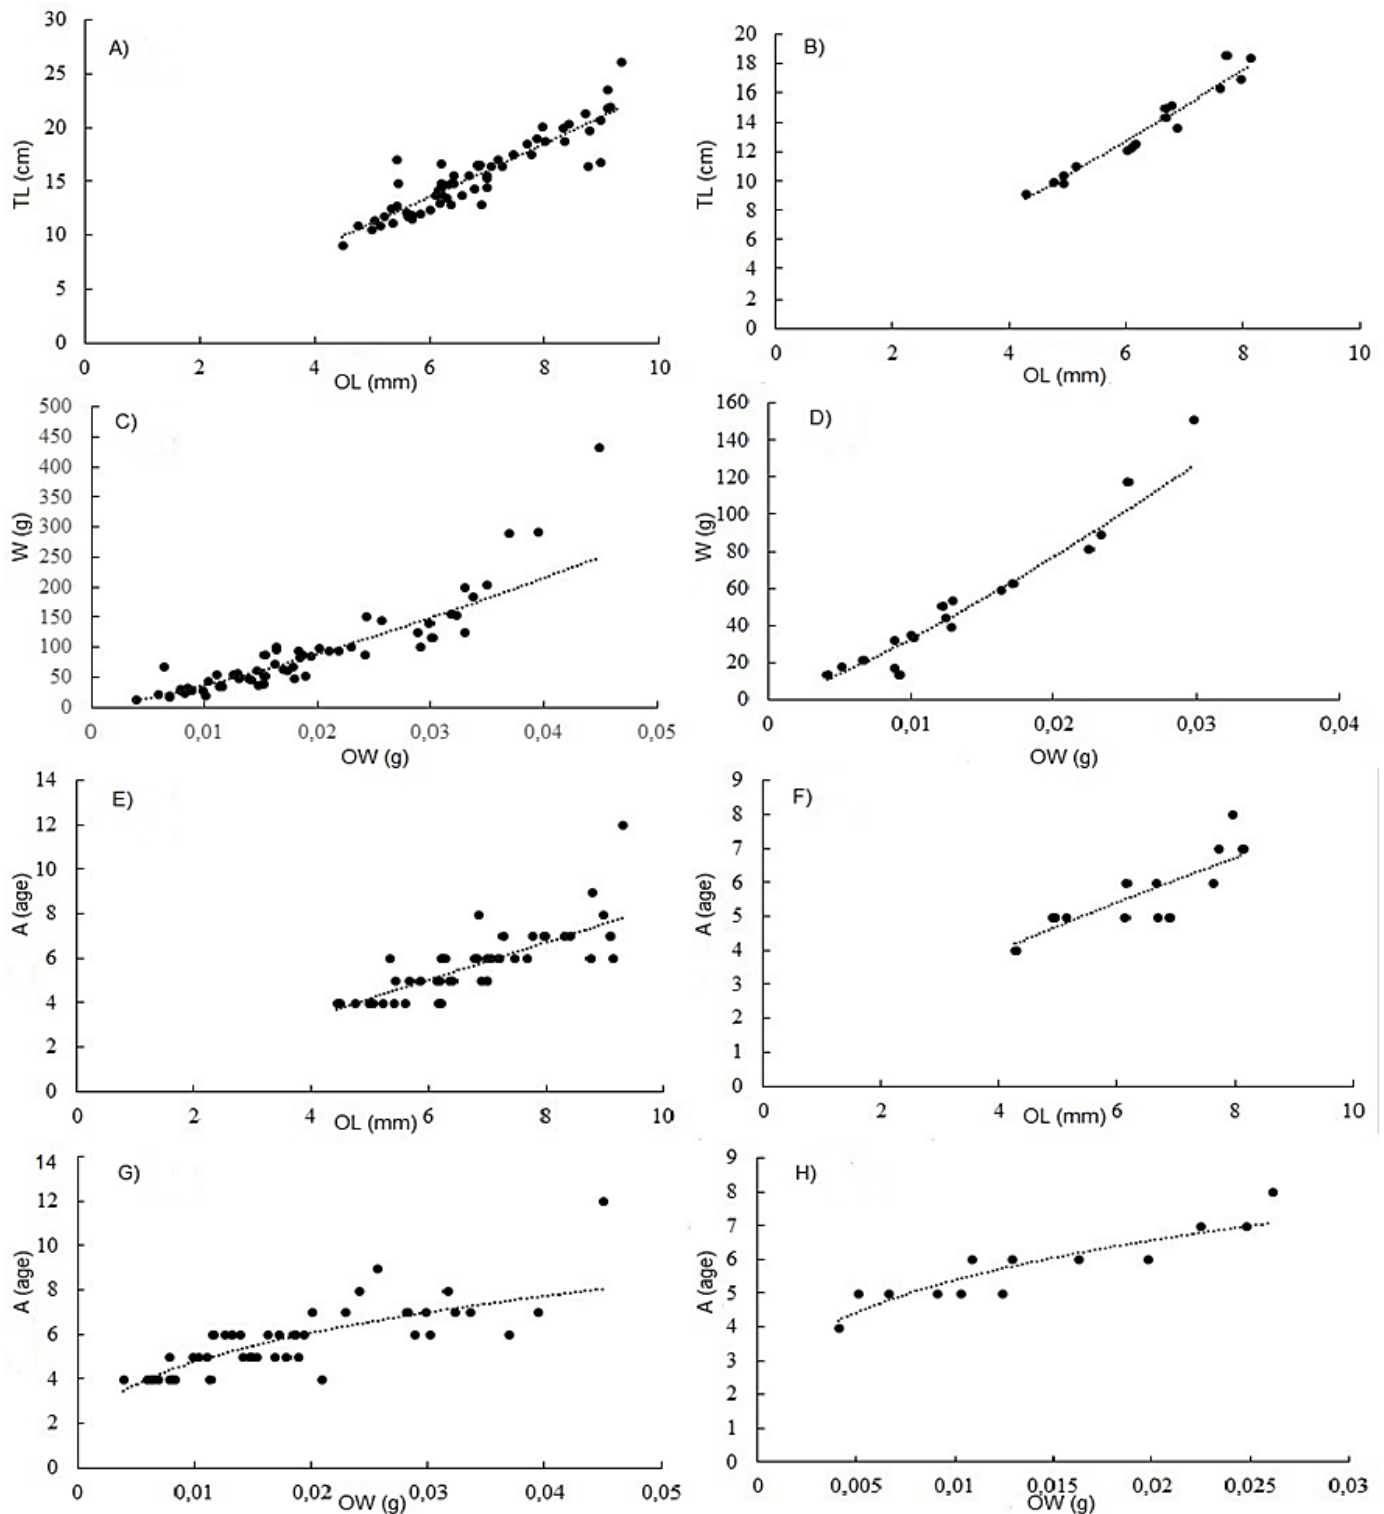 A)
30
25
20
15
10
5
0
TL (cm)
0 2 4 6 8 10
OL (mm)
B)
20
18
16
14
12
10
8
6
4
2
0
TL (cm)
0 2 4 6 8 10
OL (mm)
C)
500
450
400
350
300
250
200
150
100
50
0
W (g)
0 0,01 0,02 0,03 0,04 0,05
OW (g)
D)
160
140
120
100
80
60
40
20
0
W (g)
0 0,01 0,02 0,03 0,04
OW (g)
E)
14
12
10
8
6
4
2
0
A (age)
0 2 4 6 8 10
OL (mm)
F)
9
8
7
6
5
4
3
2
1
0
A (age)
0 2 4 6 8 10
OL (mm)
G)
14
12
10
8
6
4
2
0
A (age)
0 0,01 0,02 0,03 0,04 0,05
OW (g)
H)
9
8
7
6
5
4
3
2
1
0
A (age)
0 0,005 0,01 0,015 0,02 0,025 0,03
OW (g)